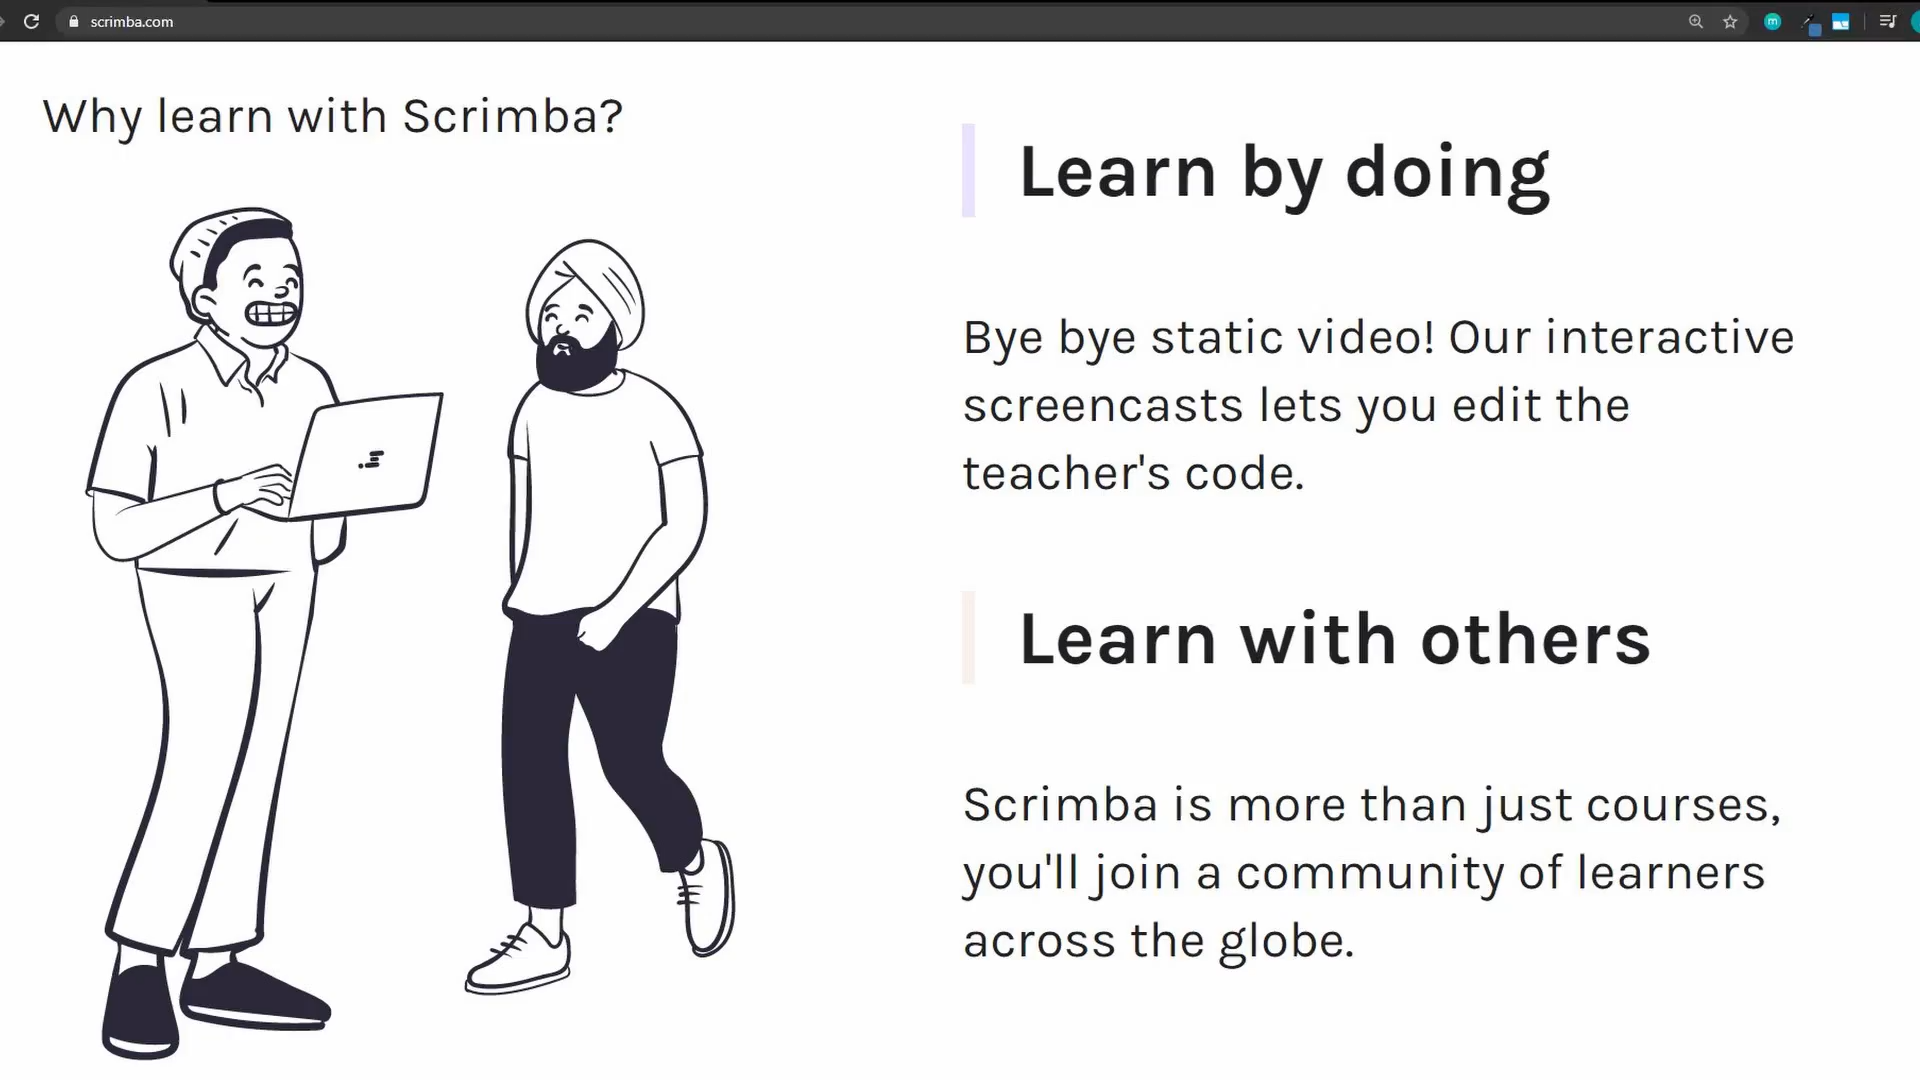 scrimba.com
m
Why learn with Scrimba?
Learn by doing
Bye bye static video! Our interactive
screencasts lets you edit the
teacher's code.
Learn with others
Scrimba is more than just courses,
you'll join a community of learners
across the globe.